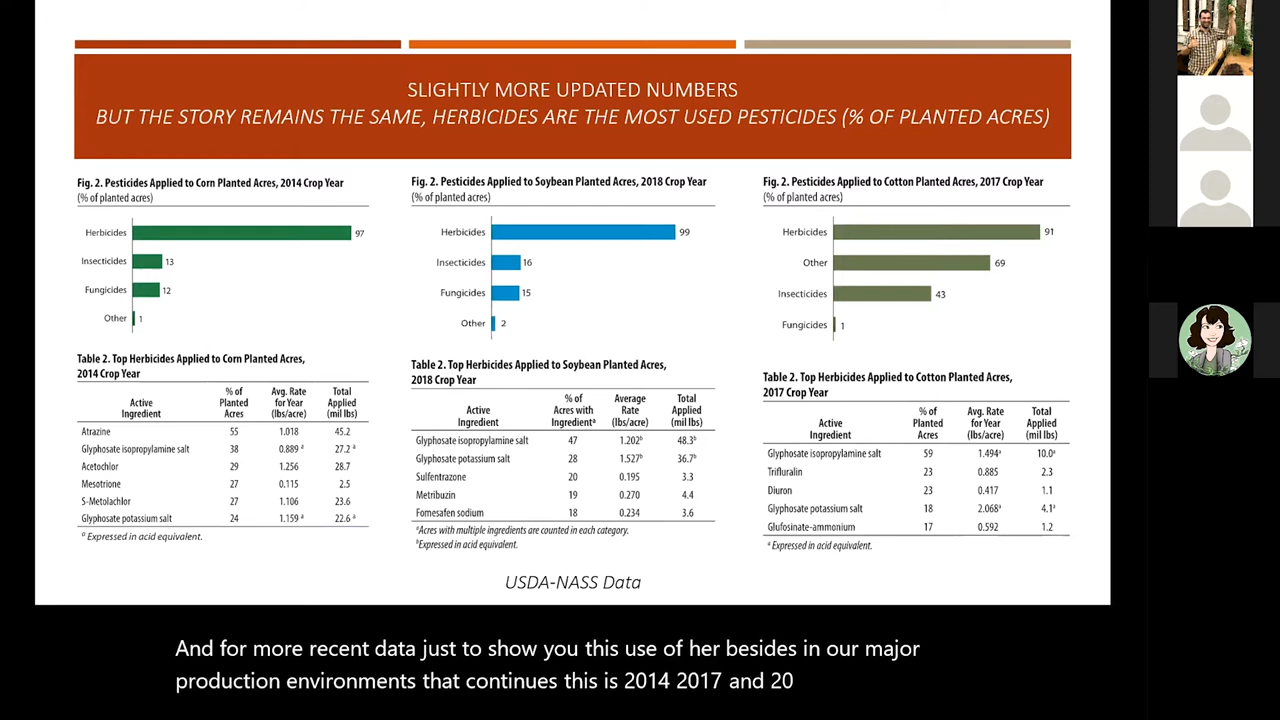 SLIGHTLY MORE UPDATED NUMBERS
BUT THE STORY REMAINS THE SAME, HERBICIDES ARE THE MOST USED PESTICIDES (% OF PLANTED ACRES)
Fig. 2. Pesticides Applied to Corn Planted Acres, 2014 Crop Year
(% of planted acres)
Herbicides 97
Insecticides 13
Fungicides 12
Other 1
Table 2. Top Herbicides Applied to Corn Planted Acres,
2014 Crop Year
Active Ingredient | % of Planted Acres | Avg. Rate for Year (lbs/acre) | Total Applied (mil lbs)
Atrazine 55 1.018 45.2
Glyphosate isopropylamine salt 38 0.889 a 27.2 a
Acetochlor 29 1.256 28.7
Mesotrione 27 0.115 2.5
S-Metolachlor 27 1.106 23.6
Glyphosate potassium salt 24 1.159 a 22.6 a
a Expressed in acid equivalent.
Fig. 2. Pesticides Applied to Soybean Planted Acres, 2018 Crop Year
(% of planted acres)
Herbicides 99
Insecticides 16
Fungicides 15
Other 2
Table 2. Top Herbicides Applied to Soybean Planted Acres,
2018 Crop Year
Active Ingredient | % of Acres with Ingredienta | Average Rate (lbs/acre) | Total Applied (mil lbs)
Glyphosate isopropylamine salt 47 1.202b 48.3b
Glyphosate potassium salt 28 1.527b 36.7b
Sulfentrazone 20 0.195 3.3
Metribuzin 19 0.270 4.4
Fomesafen sodium 18 0.234 3.6
aAcres with multiple ingredients are counted in each category.
bExpressed in acid equivalent.
Fig. 2. Pesticides Applied to Cotton Planted Acres, 2017 Crop Year
(% of planted acres)
Herbicides 91
Other 69
Insecticides 43
Fungicides 1
Table 2. Top Herbicides Applied to Cotton Planted Acres,
2017 Crop Year
Active Ingredient | % of Planted Acres | Avg. Rate for Year (lbs/acre) | Total Applied (mil lbs)
Glyphosate isopropylamine salt 59 1.494a 10.0a
Trifluralin 23 0.885 2.3
Diuron 23 0.417 1.1
Glyphosate potassium salt 18 2.068a 4.1a
Glufosinate-ammonium 17 0.592 1.2
a Expressed in acid equivalent.
USDA-NASS Data
And for more recent data just to show you this use of her besides in our major
production environments that continues this is 2014 2017 and 20